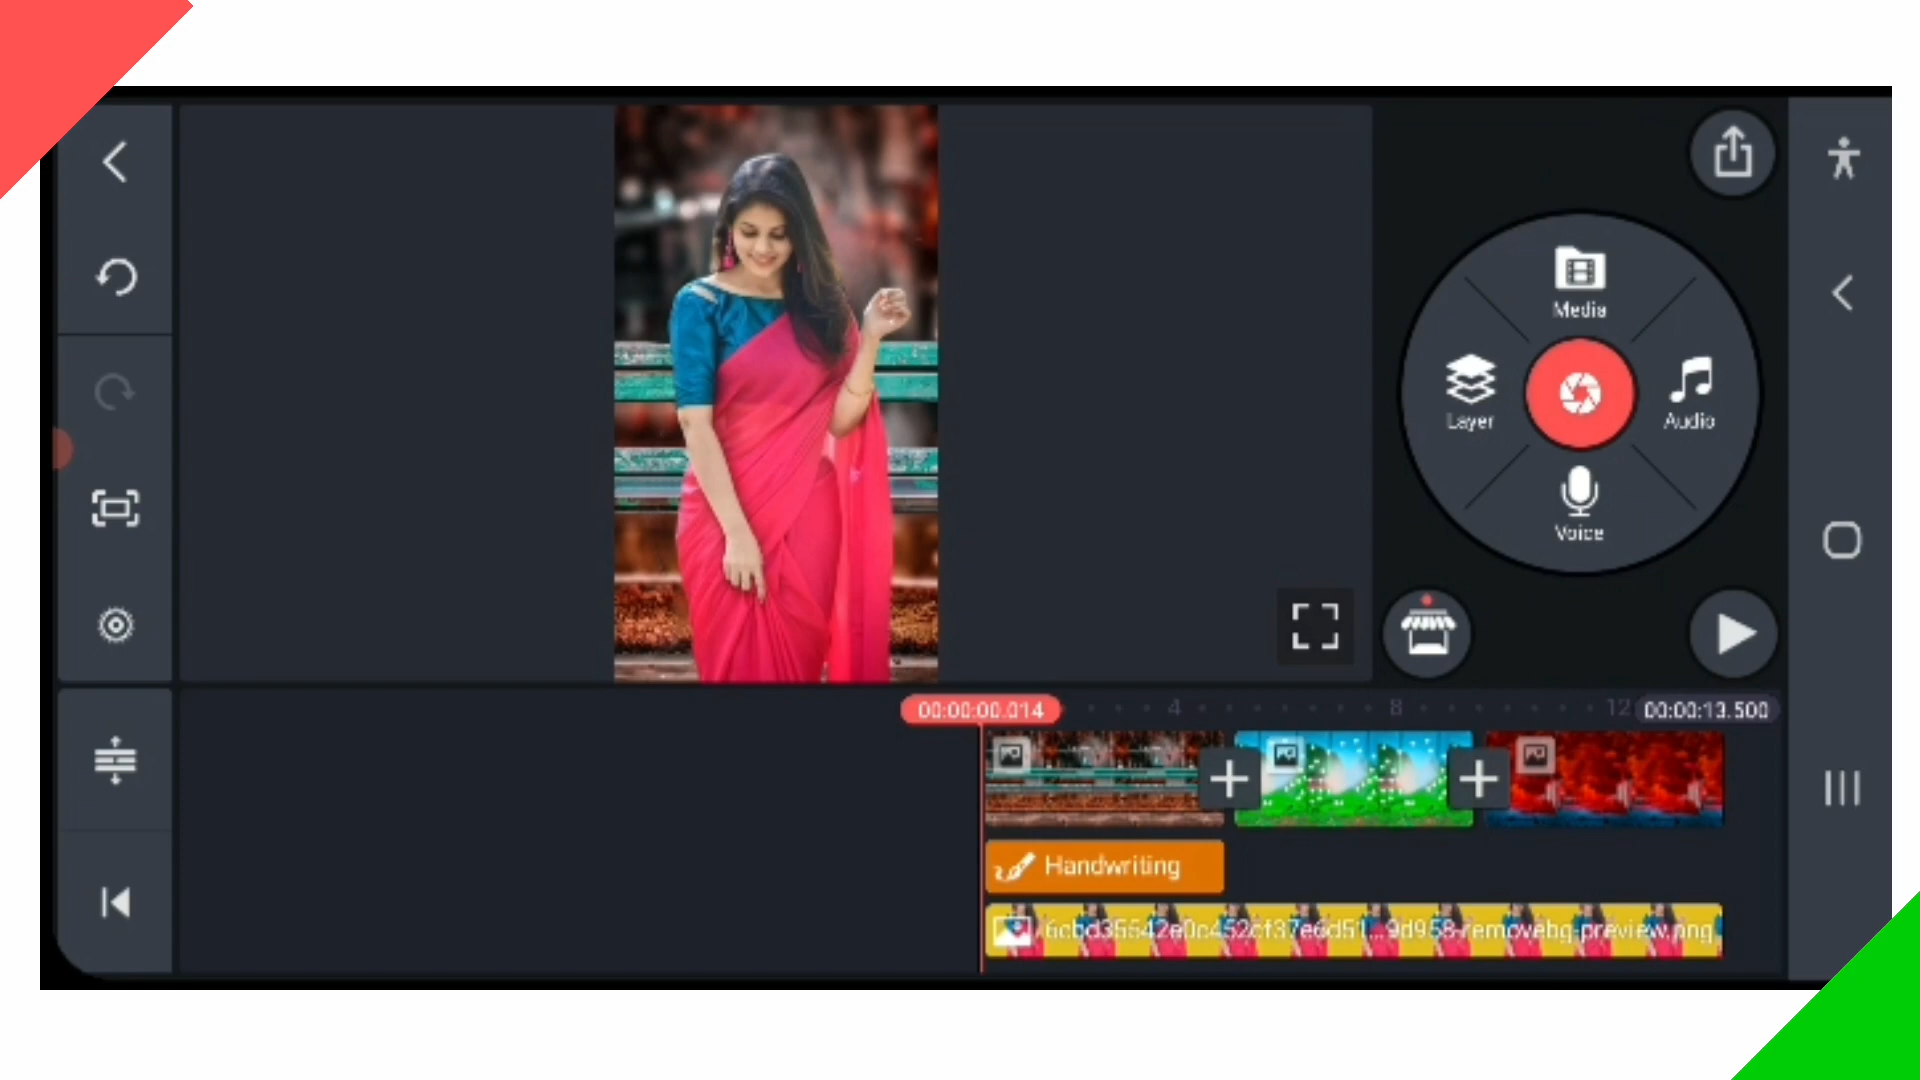 Media
Layer
Audio
Voice
00:00:00.014
4
8
12
00:00:13.500
Handwriting
6cbd35542e0c452cf37e6d51...9d958-removebg-preview.png